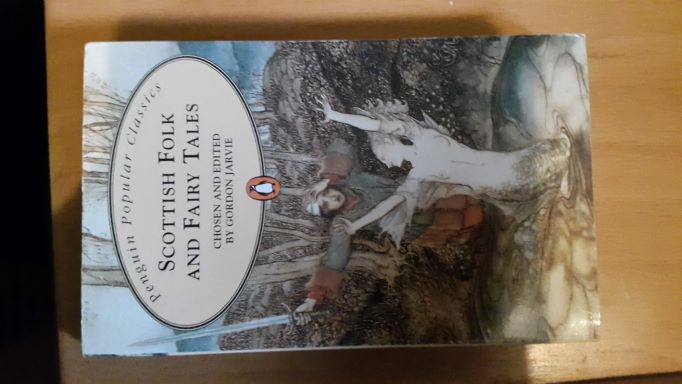 Penguin Popular Classics
SCOTTISH FOLK
AND FAIRY TALES
CHOSEN AND EDITED
BY GORDON JARVIE